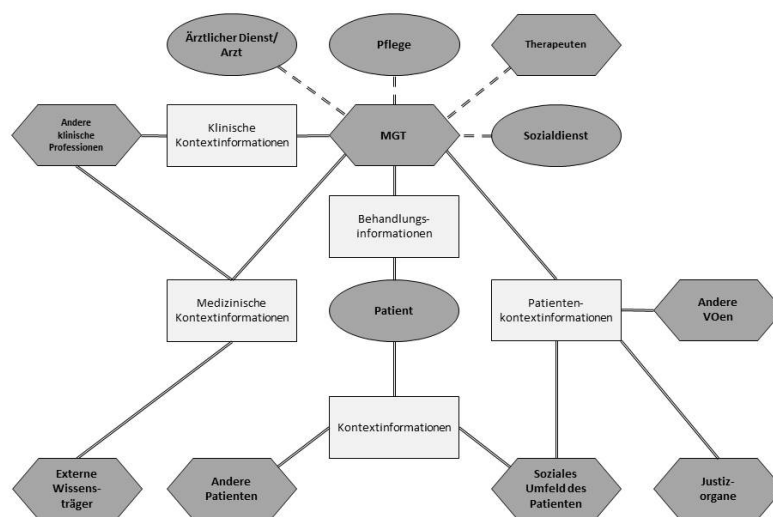 Ärztlicher Dienst/
Arzt
Pflege
Therapeuten
Andere
klinische
Professionen
Klinische
Kontextinformationen
MGT
Sozialdienst
Behandlungs-
informationen
Medizinische
Kontextinformationen
Patient
Patienten-
kontextinformationen
Andere
VOen
Kontextinformationen
Externe
Wissens-
träger
Andere
Patienten
Soziales
Umfeld des
Patienten
Justiz-
organe